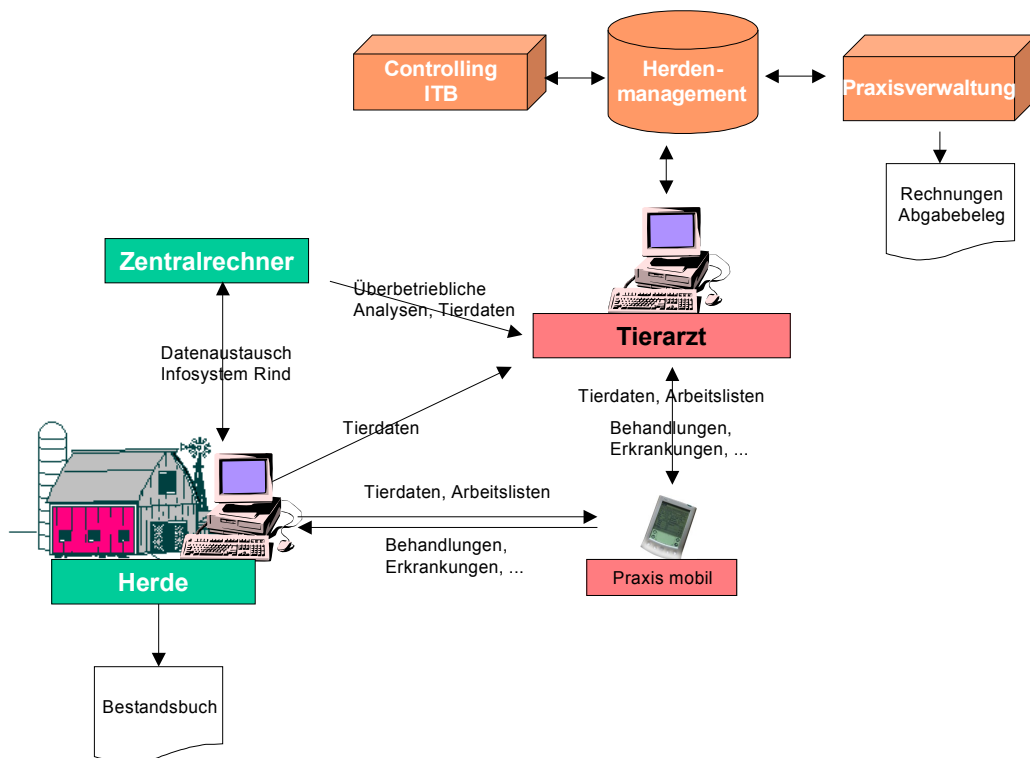 Controlling
ITB
Herden-
management
Praxisverwaltung
Rechnungen
Abgabebeleg
Zentralrechner
Überbetriebliche
Analysen, Tierdaten
Tierarzt
Datenaustausch
Infosystem Rind
Tierdaten, Arbeitslisten
Tierdaten
Behandlungen,
Erkrankungen, ...
Tierdaten, Arbeitslisten
Behandlungen,
Erkrankungen, ...
Praxis mobil
Herde
Bestandsbuch